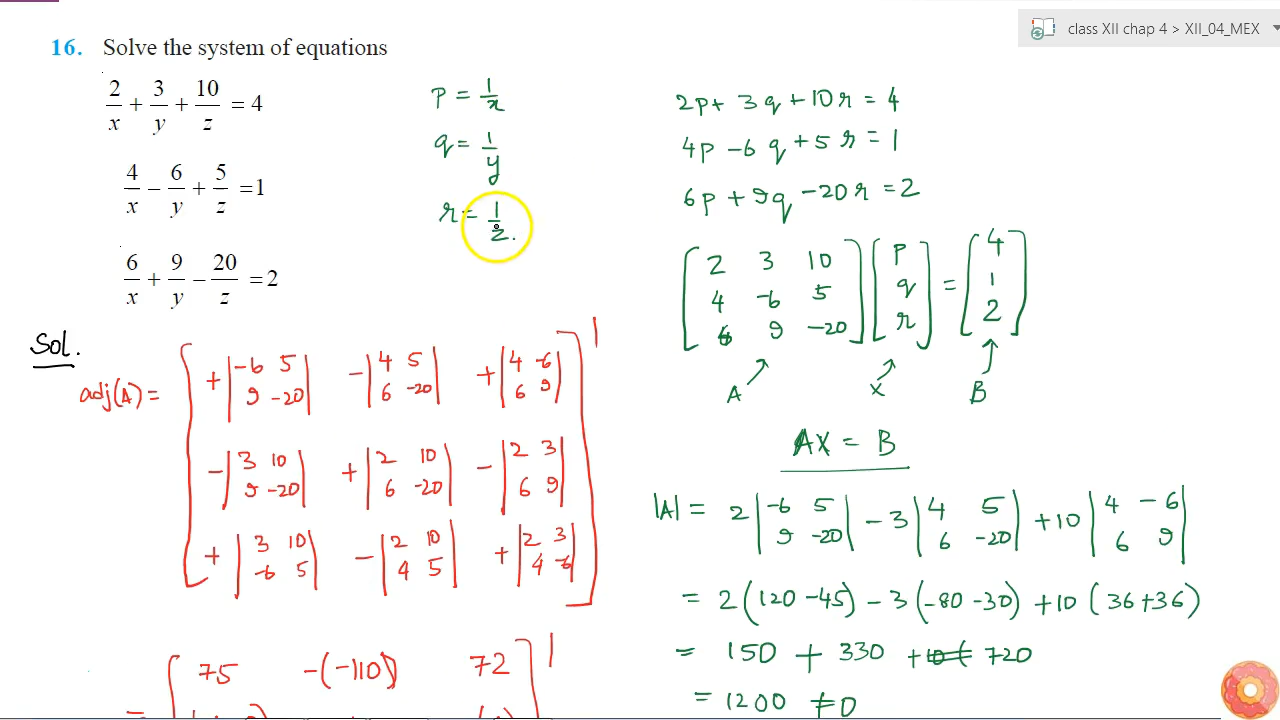 class XII chap 4 > XII_04_MEX
16. Solve the system of equations
2/x + 3/y + 10/z = 4
4/x − 6/y + 5/z = 1
6/x + 9/y − 20/z = 2
p = 1/x
q = 1/y
r = 1/z.
2p + 3q + 10r = 4
4p − 6q + 5r = 1
6p + 9q − 20r = 2
[2 3 10] [p] = [4]
[4 −6 5] [q] [1]
[6 9 −20] [r] [2]
A X B
AX = B
|A| = 2 |−6 5; 9 −20| − 3 |4 5; 6 −20| + 10 |4 −6; 6 9|
= 2(120 − 45) − 3(−80 − 30) + 10(36 + 36)
= 150 + 330 + 720
= 1200 ≠ 0
Sol.
adj(A) = [+|−6 5; 9 −20| −|4 5; 6 −20| +|4 −6; 6 9|
−|3 10; 9 −20| +|2 10; 6 −20| −|2 3; 6 9|
+|3 10; −6 5| −|2 10; 4 5| +|2 3; 4 −6|]'
= [75 −(−110) 72]'